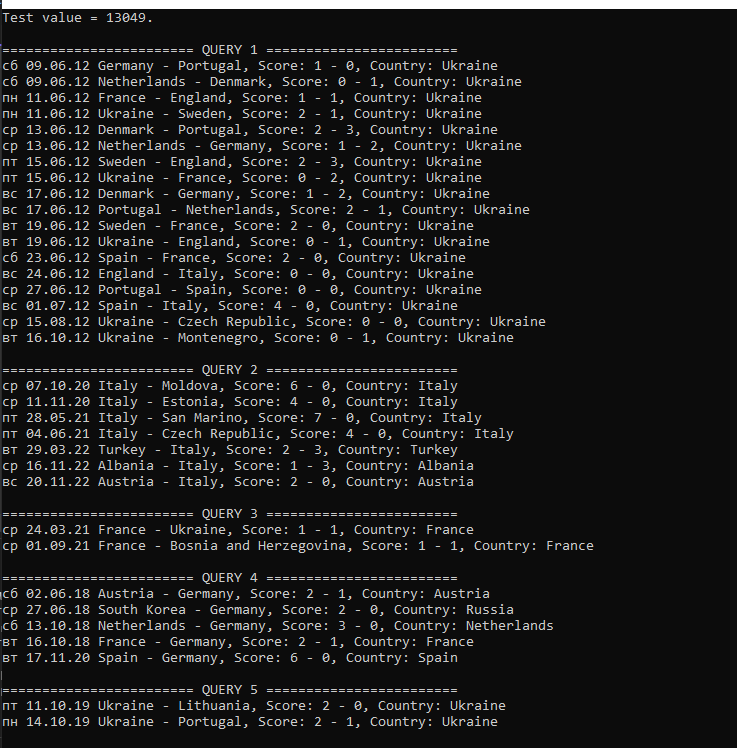 Test value = 13049.
======================== QUERY 1 ========================
сб 09.06.12 Germany - Portugal, Score: 1 - 0, Country: Ukraine
сб 09.06.12 Netherlands - Denmark, Score: 0 - 1, Country: Ukraine
пн 11.06.12 France - England, Score: 1 - 1, Country: Ukraine
пн 11.06.12 Ukraine - Sweden, Score: 2 - 1, Country: Ukraine
ср 13.06.12 Denmark - Portugal, Score: 2 - 3, Country: Ukraine
ср 13.06.12 Netherlands - Germany, Score: 1 - 2, Country: Ukraine
пт 15.06.12 Sweden - England, Score: 2 - 3, Country: Ukraine
пт 15.06.12 Ukraine - France, Score: 0 - 2, Country: Ukraine
вс 17.06.12 Denmark - Germany, Score: 1 - 2, Country: Ukraine
вс 17.06.12 Portugal - Netherlands, Score: 2 - 1, Country: Ukraine
вт 19.06.12 Sweden - France, Score: 2 - 0, Country: Ukraine
вт 19.06.12 Ukraine - England, Score: 0 - 1, Country: Ukraine
сб 23.06.12 Spain - France, Score: 2 - 0, Country: Ukraine
вс 24.06.12 England - Italy, Score: 0 - 0, Country: Ukraine
ср 27.06.12 Portugal - Spain, Score: 0 - 0, Country: Ukraine
вс 01.07.12 Spain - Italy, Score: 4 - 0, Country: Ukraine
ср 15.08.12 Ukraine - Czech Republic, Score: 0 - 0, Country: Ukraine
вт 16.10.12 Ukraine - Montenegro, Score: 0 - 1, Country: Ukraine
======================== QUERY 2 ========================
ср 07.10.20 Italy - Moldova, Score: 6 - 0, Country: Italy
ср 11.11.20 Italy - Estonia, Score: 4 - 0, Country: Italy
пт 28.05.21 Italy - San Marino, Score: 7 - 0, Country: Italy
пт 04.06.21 Italy - Czech Republic, Score: 4 - 0, Country: Italy
вт 29.03.22 Turkey - Italy, Score: 2 - 3, Country: Turkey
ср 16.11.22 Albania - Italy, Score: 1 - 3, Country: Albania
вс 20.11.22 Austria - Italy, Score: 2 - 0, Country: Austria
======================== QUERY 3 ========================
ср 24.03.21 France - Ukraine, Score: 1 - 1, Country: France
ср 01.09.21 France - Bosnia and Herzegovina, Score: 1 - 1, Country: France
======================== QUERY 4 ========================
сб 02.06.18 Austria - Germany, Score: 2 - 1, Country: Austria
ср 27.06.18 South Korea - Germany, Score: 2 - 0, Country: Russia
сб 13.10.18 Netherlands - Germany, Score: 3 - 0, Country: Netherlands
вт 16.10.18 France - Germany, Score: 2 - 1, Country: France
вт 17.11.20 Spain - Germany, Score: 6 - 0, Country: Spain
======================== QUERY 5 ========================
пт 11.10.19 Ukraine - Lithuania, Score: 2 - 0, Country: Ukraine
пн 14.10.19 Ukraine - Portugal, Score: 2 - 1, Country: Ukraine